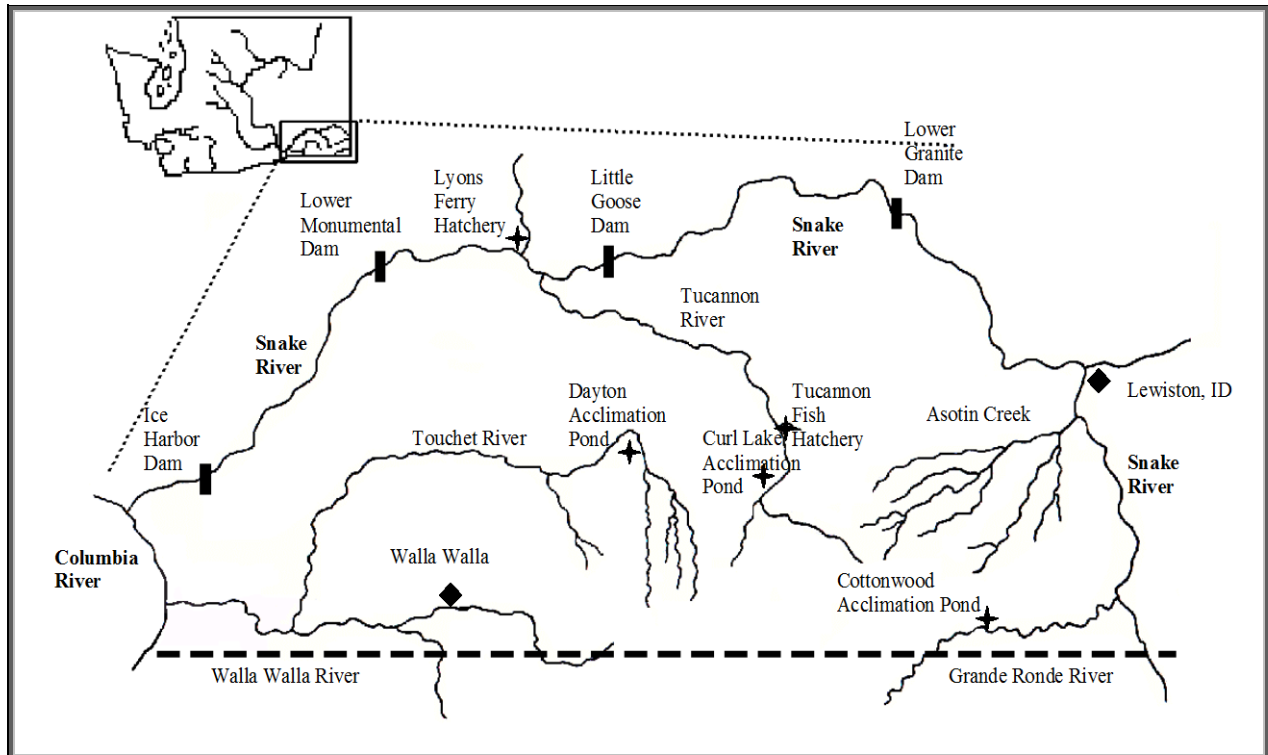 Lower
Granite
Dam
Lyons
Ferry
Hatchery
Little
Goose
Dam
Lower
Monumental
Dam
Snake
River
Tucannon
River
Snake
River
Dayton
Acclimation
Pond
Tucannon
Fish
Hatchery
Lewiston, ID
Asotin Creek
Ice
Harbor
Dam
Touchet River
Curl Lake
Acclimation
Pond
Snake
River
Columbia
River
Walla Walla
Cottonwood
Acclimation Pond
Walla Walla River
Grande Ronde River